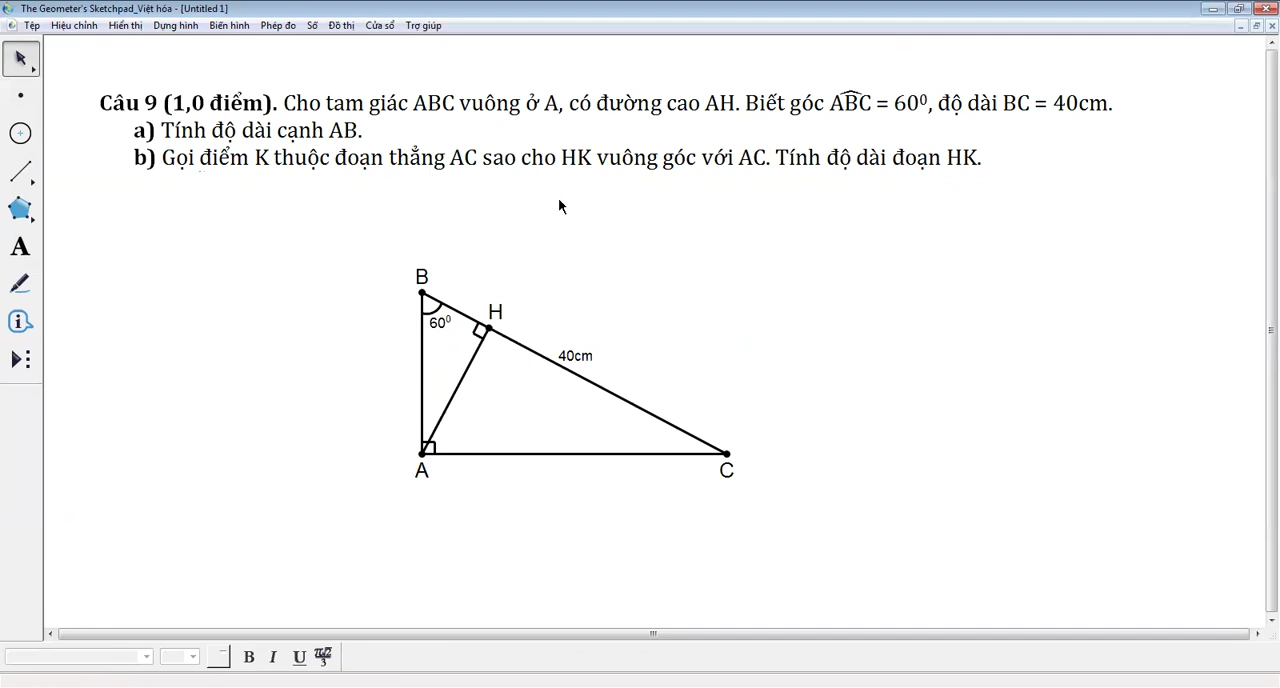 The Geometer's Sketchpad_Việt hóa - [Untitled 1]
Tệp Hiệu chỉnh Hiển thị Dựng hình Biến hình Phép đo Số Đồ thị Cửa sổ Trợ giúp
Câu 9 (1,0 điểm). Cho tam giác ABC vuông ở A, có đường cao AH. Biết góc ABC = 60⁰, độ dài BC = 40cm.
a) Tính độ dài cạnh AB.
b) Gọi điểm K thuộc đoạn thẳng AC sao cho HK vuông góc với AC. Tính độ dài đoạn HK.
B
H
60⁰
40cm
A
C
A
B I U